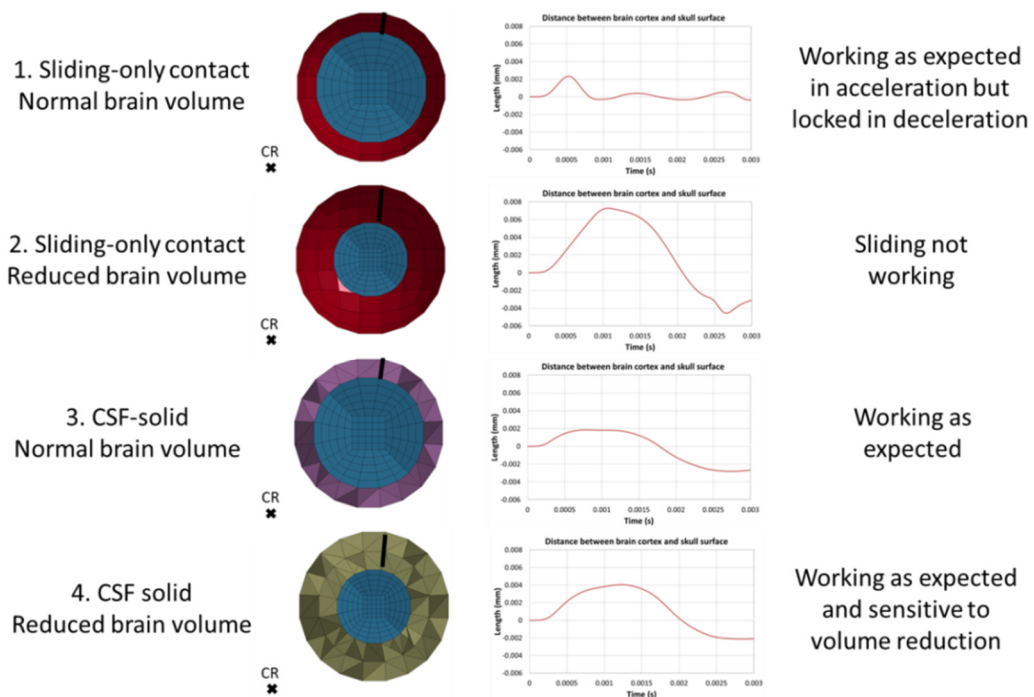 1. Sliding-only contact
Normal brain volume
CR
Distance between brain cortex and skull surface
Length (mm)
0.008
0.006
0.004
0.002
0
-0.002
-0.004
-0.006
0
0.0005
0.001
0.0015
0.002
0.0025
0.003
Time (s)
Working as expected
in acceleration but
locked in deceleration
2. Sliding-only contact
Reduced brain volume
CR
Distance between brain cortex and skull surface
Length (mm)
0.008
0.006
0.004
0.002
0
-0.002
-0.004
-0.006
0
0.0005
0.001
0.0015
0.002
0.0025
0.003
Time (s)
Sliding not
working
3. CSF-solid
Normal brain volume
CR
Distance between brain cortex and skull surface
Length (mm)
0.008
0.006
0.004
0.002
0
-0.002
-0.004
-0.006
0
0.0005
0.001
0.0015
0.002
0.0025
0.003
Time (s)
Working as
expected
4. CSF solid
Reduced brain volume
CR
Distance between brain cortex and skull surface
Length (mm)
0.008
0.006
0.004
0.002
0
-0.002
-0.004
-0.006
0
0.0005
0.001
0.0015
0.002
0.0025
0.003
Time (s)
Working as expected
and sensitive to
volume reduction